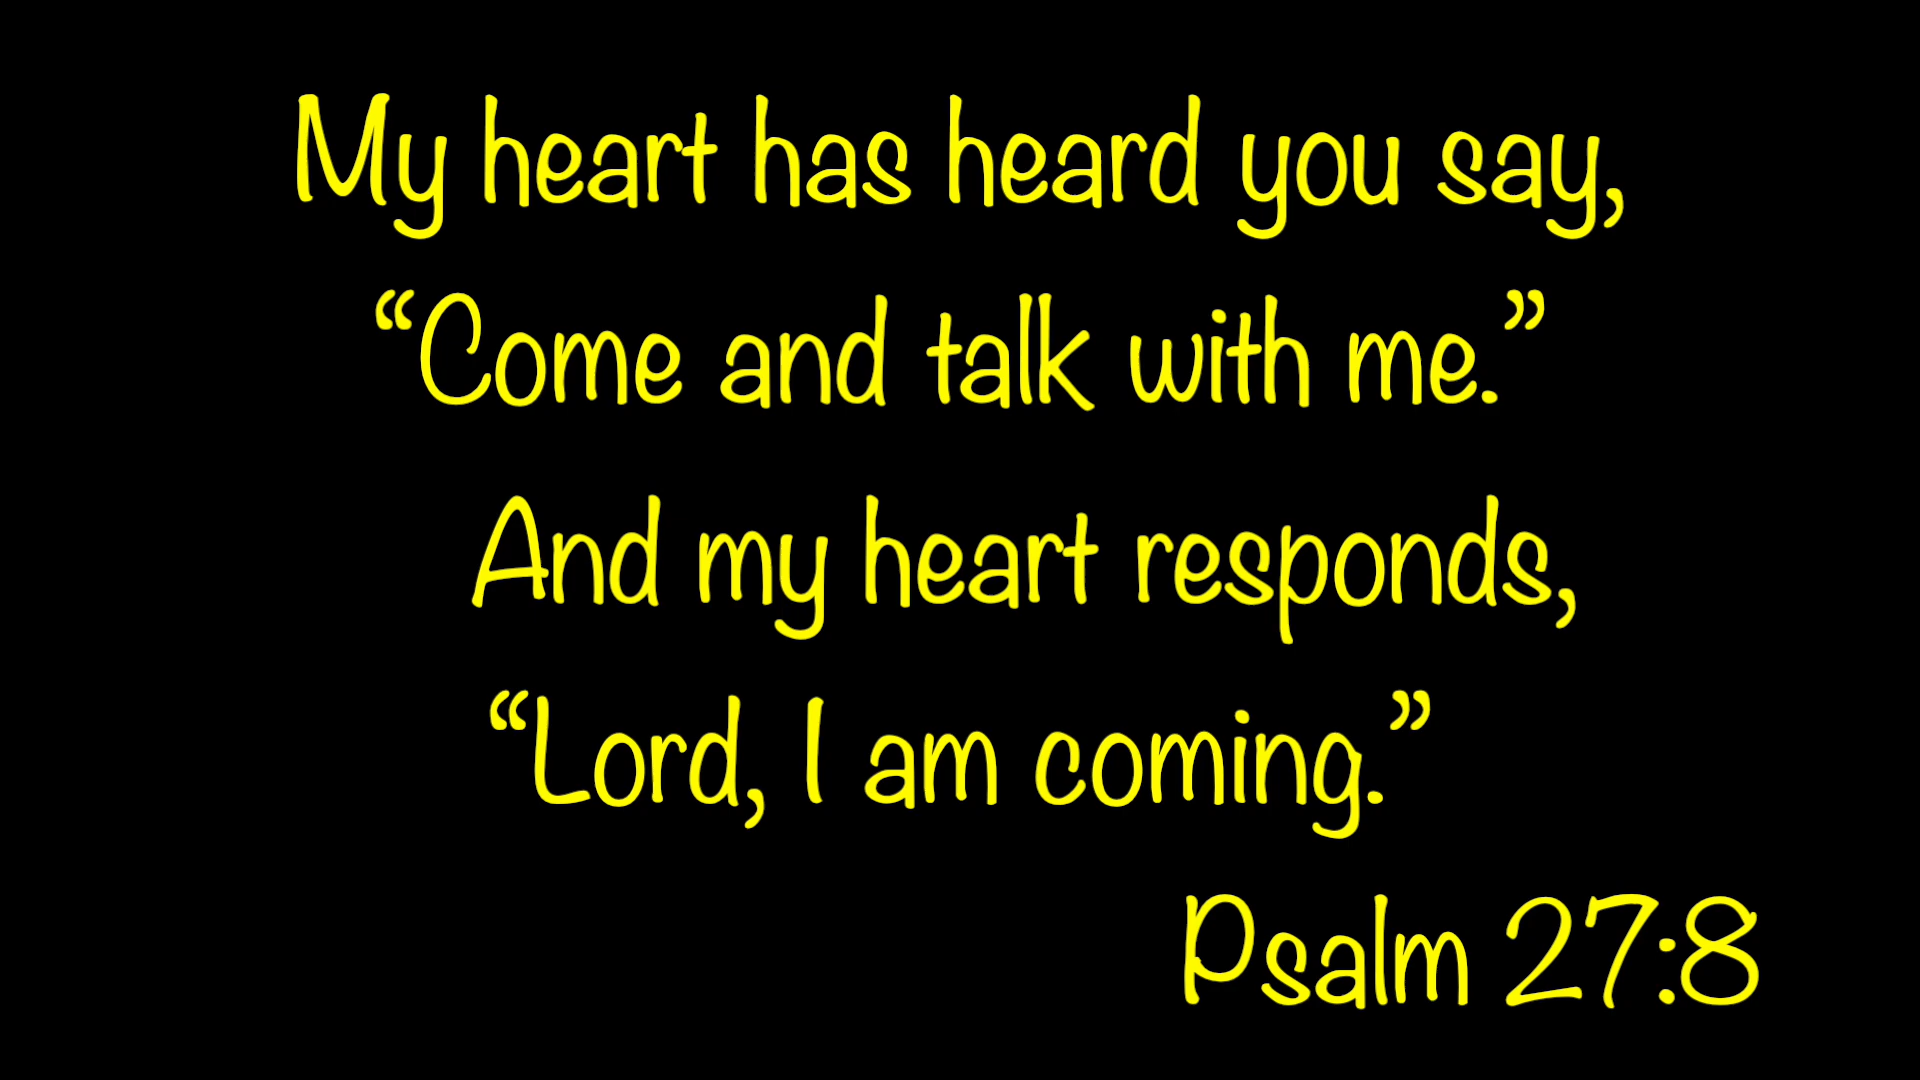 My heart has heard you say,
“Come and talk with me.”
And my heart responds,
“Lord, I am coming.”
Psalm 27:8